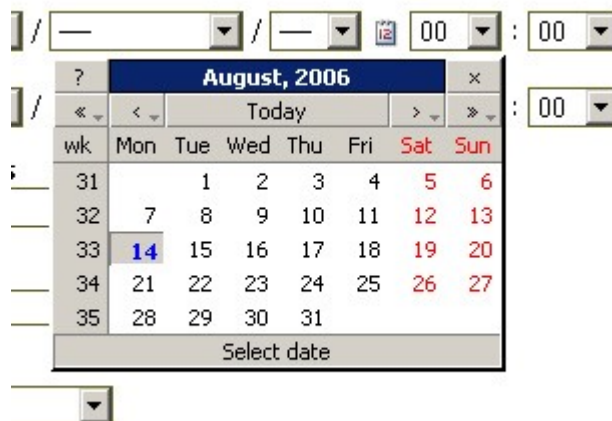 / — / — 12 00 : 00
? August, 2006 ×
/ « ‹ Today › » : 00
wk Mon Tue Wed Thu Fri Sat Sun
31 1 2 3 4 5 6
32 7 8 9 10 11 12 13
33 14 15 16 17 18 19 20
34 21 22 23 24 25 26 27
35 28 29 30 31
Select date